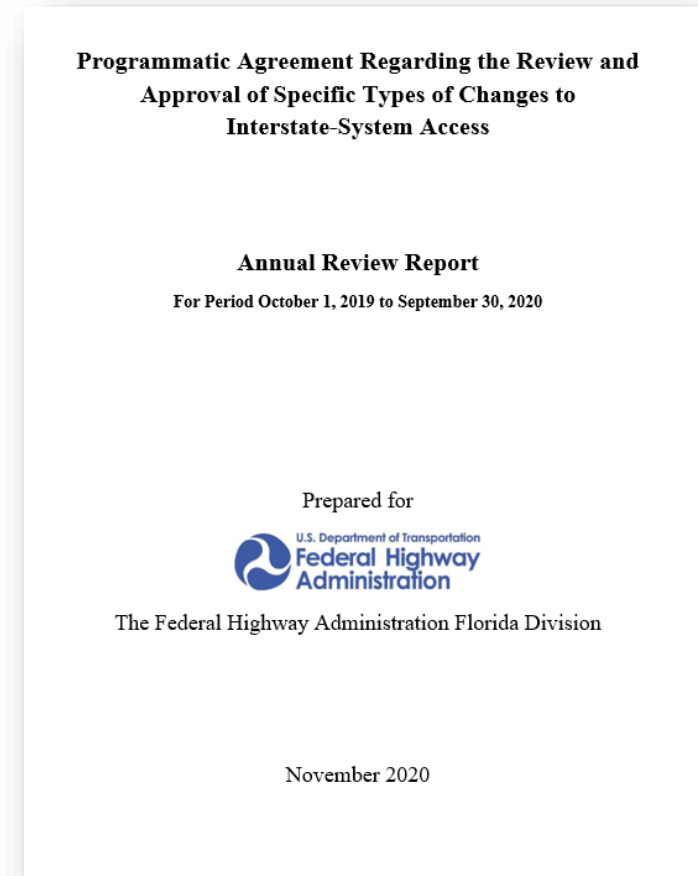 Programmatic Agreement Regarding the Review and
Approval of Specific Types of Changes to
Interstate-System Access
Annual Review Report
For Period October 1, 2019 to September 30, 2020
Prepared for
U.S. Department of Transportation
Federal Highway
Administration
The Federal Highway Administration Florida Division
November 2020